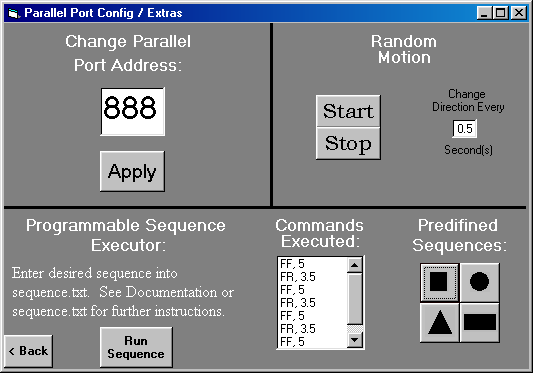 Parallel Port Config / Extras
Change Parallel
Port Address:
888
Apply
Random
Motion
Start
Stop
Change
Direction Every
0.5
Second(s)
Programmable Sequence
Executor:
Enter desired sequence into
sequence.txt. See Documentation or
sequence.txt for further instructions.
< Back
Run
Sequence
Commands
Executed:
FF, 5
FR, 3.5
FF, 5
FR, 3.5
FF, 5
FR, 3.5
FF, 5
Predifined
Sequences: